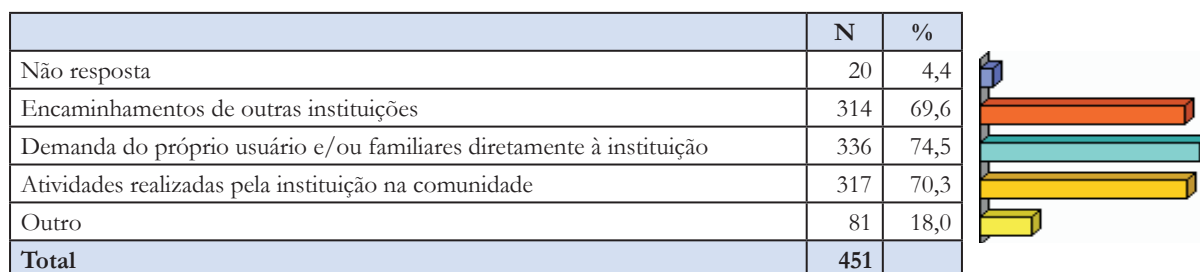 N %
Não resposta 20 4,4
Encaminhamentos de outras instituições 314 69,6
Demanda do próprio usuário e/ou familiares diretamente à instituição 336 74,5
Atividades realizadas pela instituição na comunidade 317 70,3
Outro 81 18,0
Total 451